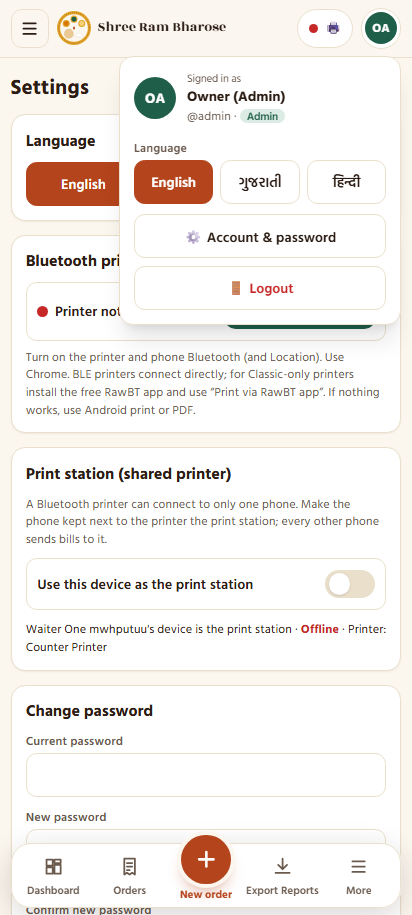 Shree Ram Bharose
OA
Settings
Signed in as
OA
Owner (Admin)
@admin · Admin
Language
English
ગુજરાતી
हिन्दी
Account & password
Logout
Language
English
Bluetooth
Printer
Turn on the printer and phone Bluetooth (and Location). Use
Chrome. BLE printers connect directly; for Classic-only printers
install the free RawBT app and use “Print via RawBT app”. If nothing
works, use Android print or PDF.
Print station (shared printer)
A Bluetooth printer can connect to only one phone. Make the
phone kept next to the printer the print station; every other phone
sends bills to it.
Use this device as the print station
Waiter One mwhputuu's device is the print station · Offline · Printer:
Counter Printer
Change password
Current password
New password
Confirm new password
Dashboard
Orders
New order
Export Reports
More